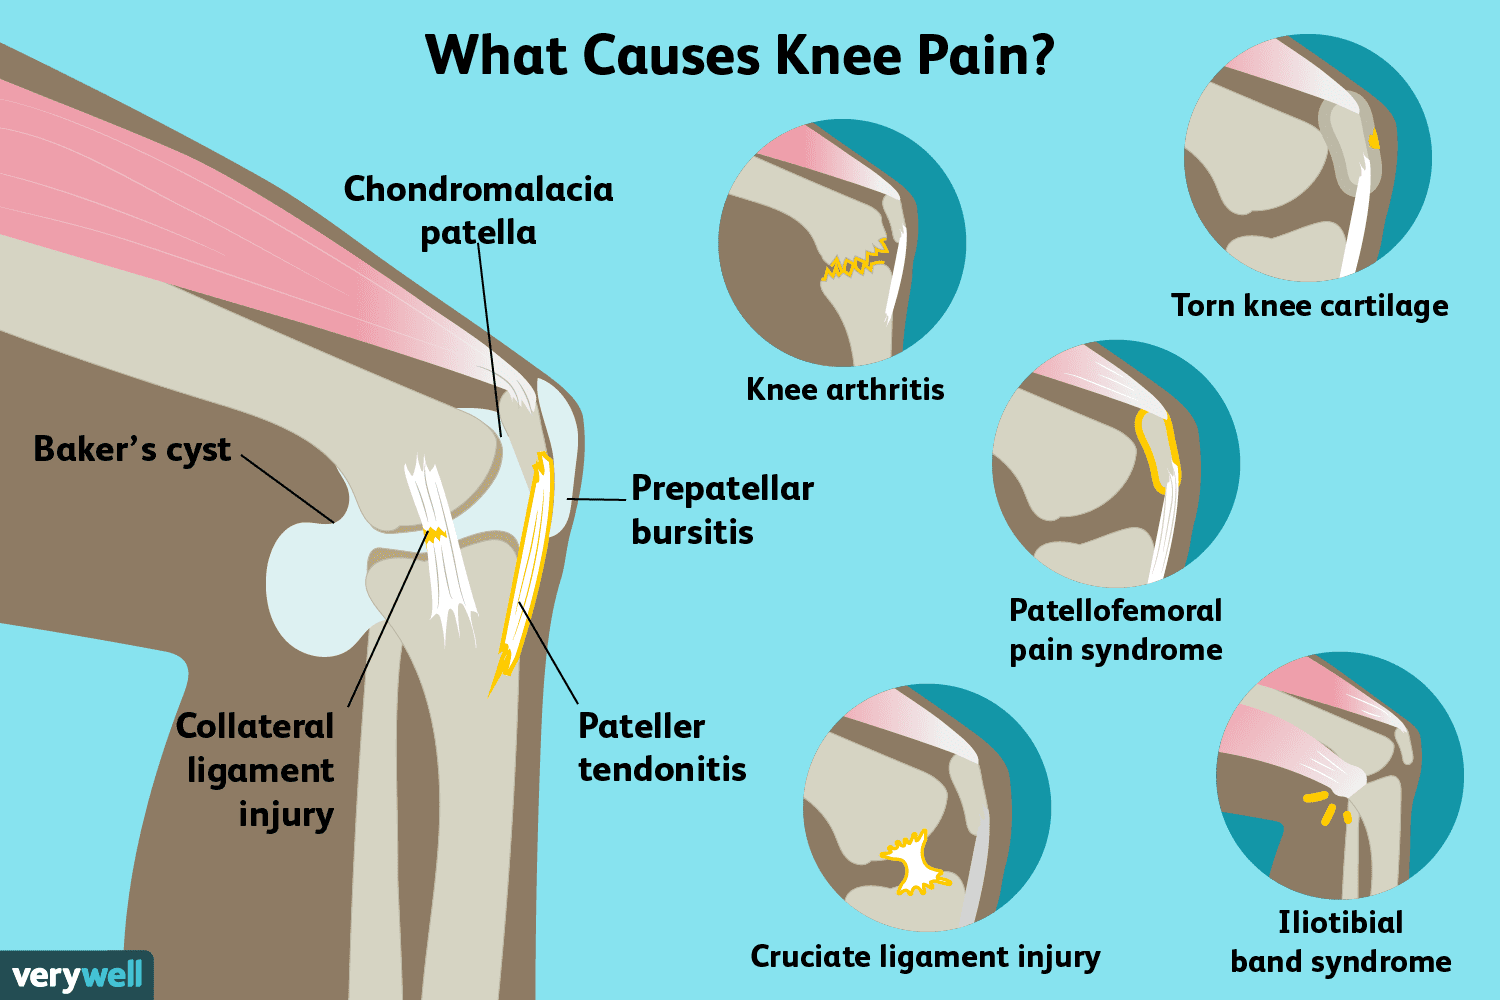 What Causes Knee Pain?
Chondromalacia
patella
Baker's cyst
Prepatellar
bursitis
Collateral
ligament
injury
Pateller
tendonitis
Knee arthritis
Torn knee cartilage
Patellofemoral
pain syndrome
Cruciate ligament injury
Iliotibial
band syndrome
verywell